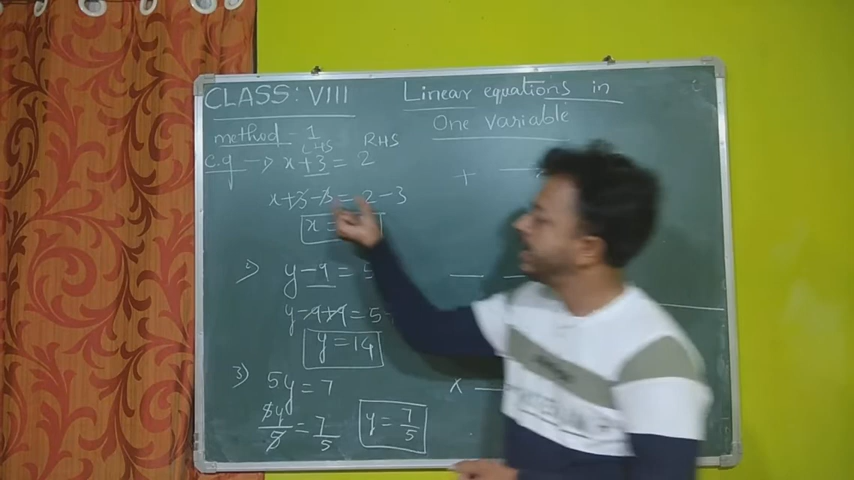 CLASS: VIII
Linear equations in
One Variable
method - 1
LHS RHS
e.g → x + 3 = 2
x + 3 - 3 = 2 - 3
x =
2) y - 9 = 5
y - 9 + 9 = 5
y = 14
3) 5y = 7
5y/5 = 7/5
y = 7/5
+ —
— —
× —